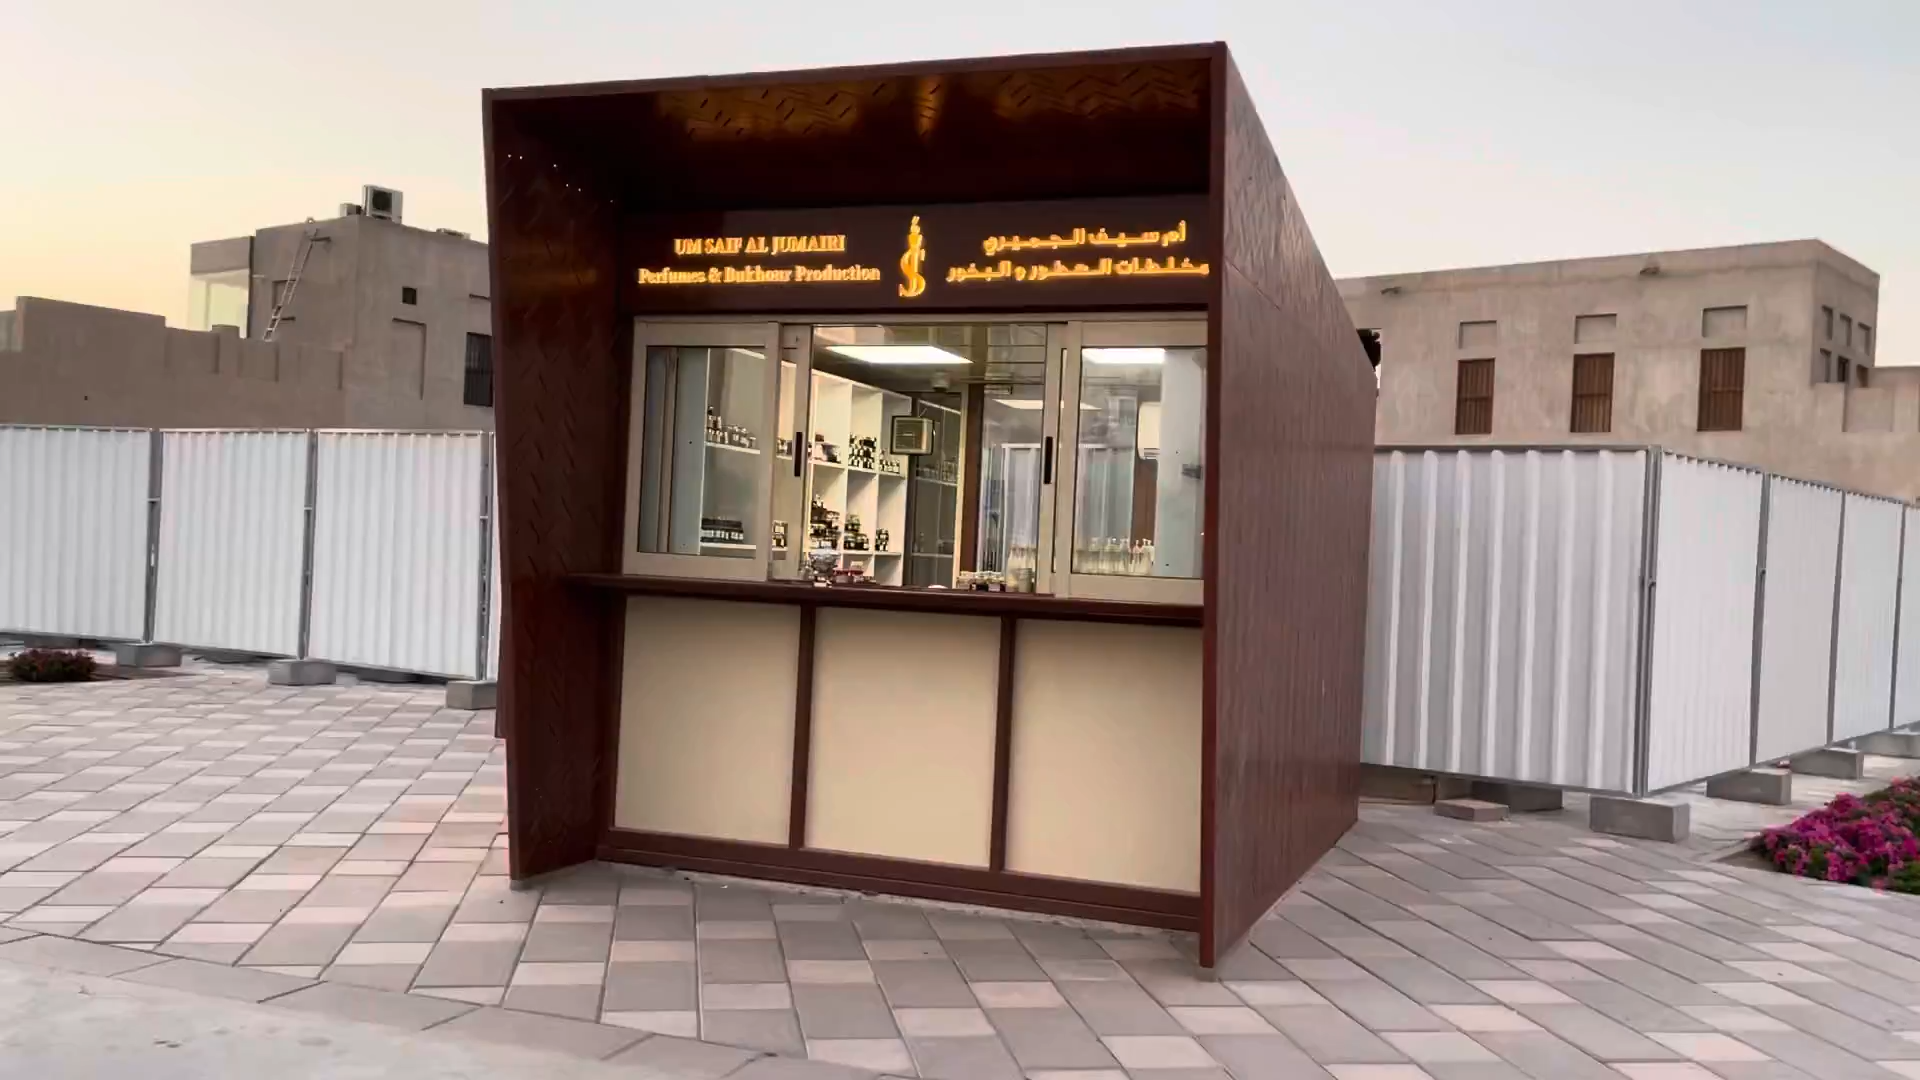 UM SAIF AL JUMAIRI
Perfumes & Bukhour Production
أم سيف الجميري
مخلطات العطور و البخور